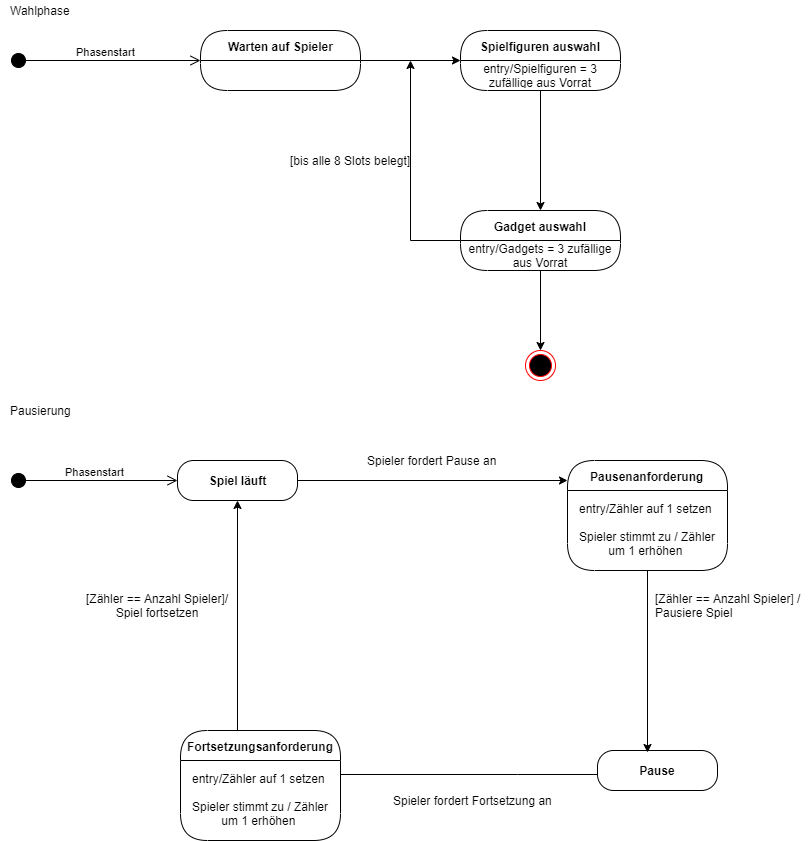 Wahlphase
Phasenstart
Warten auf Spieler
Spielfiguren auswahl
entry/Spielfiguren = 3
zufällige aus Vorrat
[bis alle 8 Slots belegt]
Gadget auswahl
entry/Gadgets = 3 zufällige
aus Vorrat
Pausierung
Phasenstart
Spiel läuft
Spieler fordert Pause an
Pausenanforderung
entry/Zähler auf 1 setzen
Spieler stimmt zu / Zähler
um 1 erhöhen
[Zähler == Anzahl Spieler]/
Spiel fortsetzen
[Zähler == Anzahl Spieler] /
Pausiere Spiel
Fortsetzungsanforderung
entry/Zähler auf 1 setzen
Spieler stimmt zu / Zähler
um 1 erhöhen
Spieler fordert Fortsetzung an
Pause